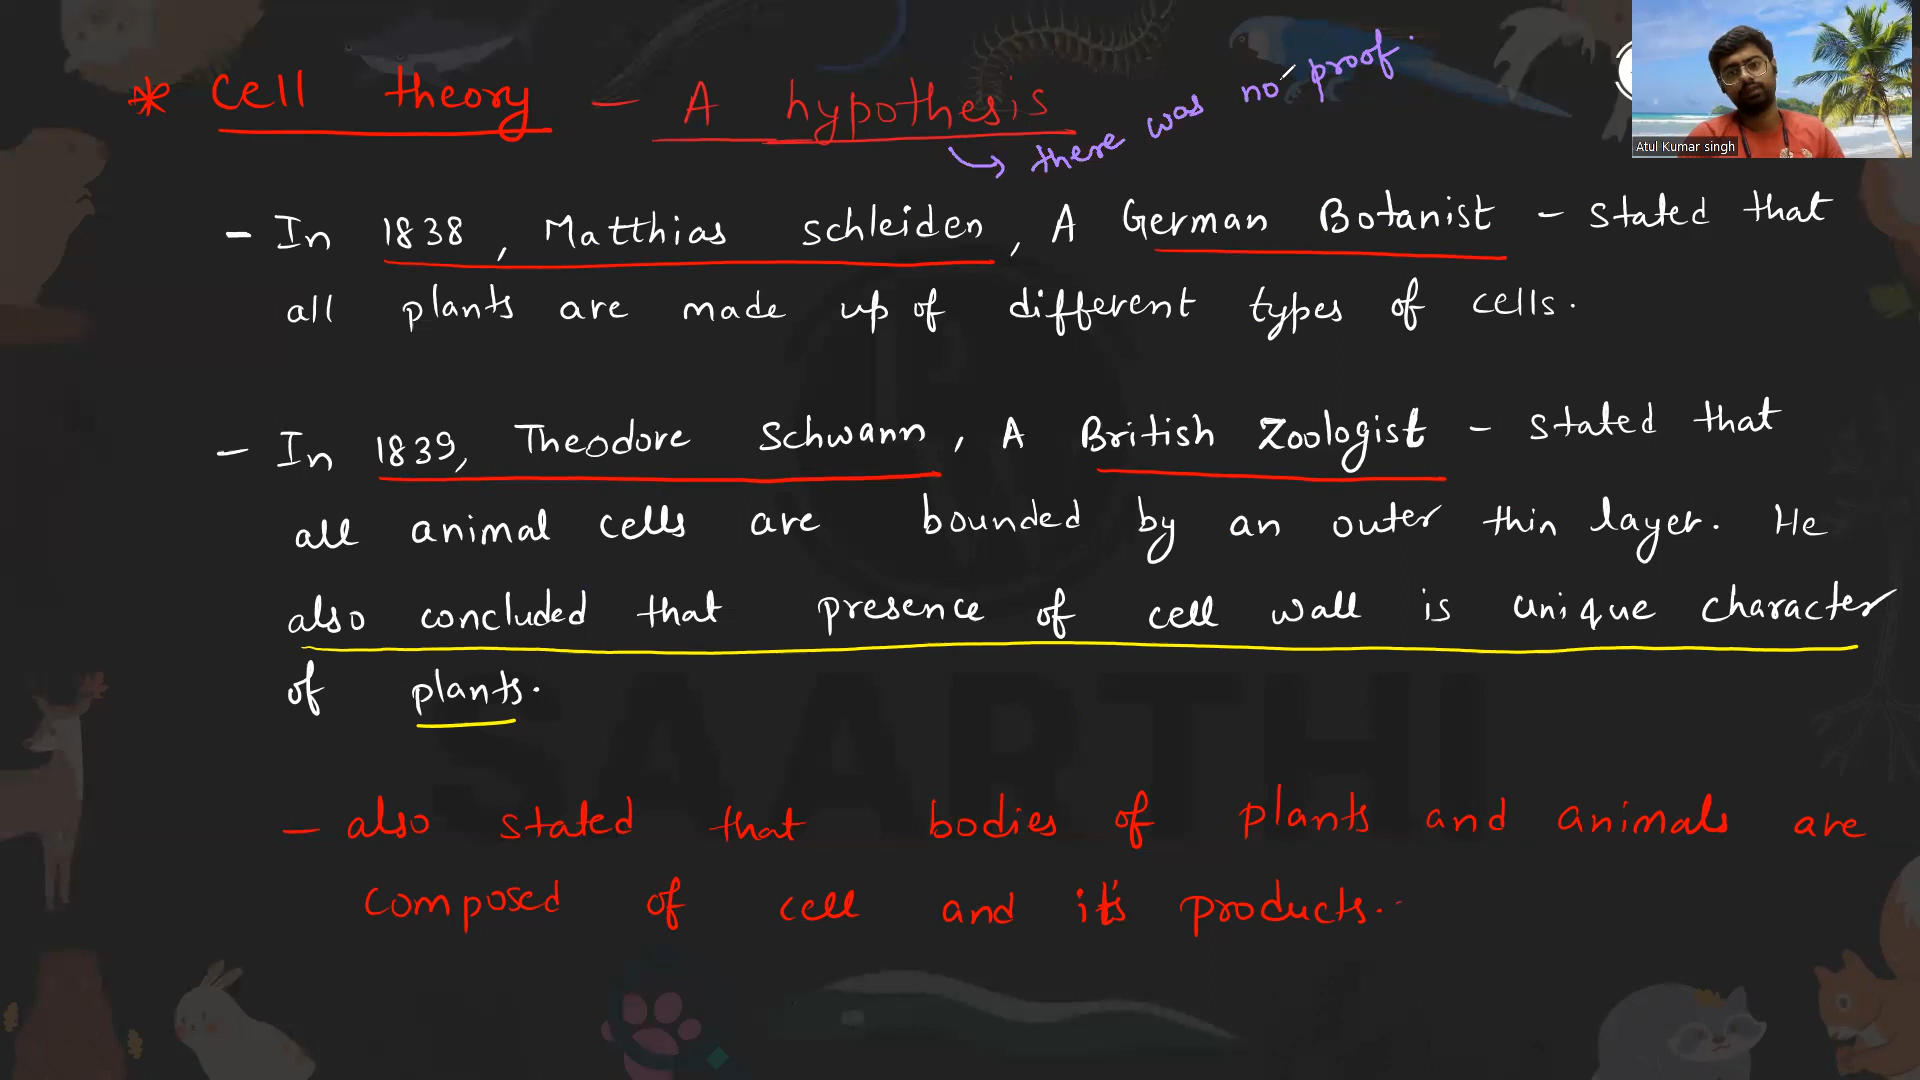 * Cell theory - A hypothesis
↳ there was no proof.
Atul Kumar singh
- In 1838, Matthias Schleiden, A German Botanist - stated that
all plants are made up of different types of cells.
- In 1839, Theodore Schwann, A British Zoologist - stated that
all animal cells are bounded by an outer thin layer. He
also concluded that presence of cell wall is unique character
of plants.
SAARTHI
- also stated that bodies of plants and animals are
composed of cell and it's products.